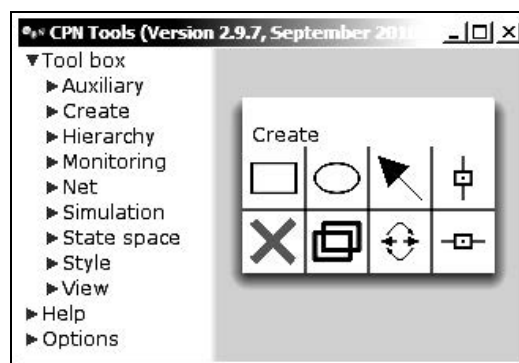 CPN Tools (Version 2.9.7, September 2010
Tool box
Auxiliary
Create
Hierarchy
Monitoring
Net
Simulation
State space
Style
View
Help
Options
Create